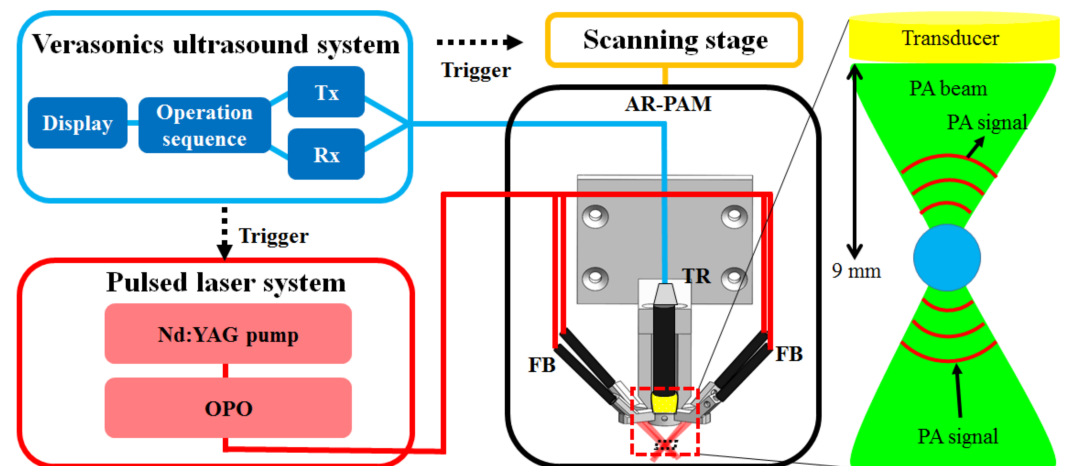 Verasonics ultrasound system
Display
Operation
sequence
Tx
Rx
Trigger
Scanning stage
AR-PAM
TR
FB
FB
Trigger
Pulsed laser system
Nd:YAG pump
OPO
Transducer
PA beam
PA signal
9 mm
PA signal